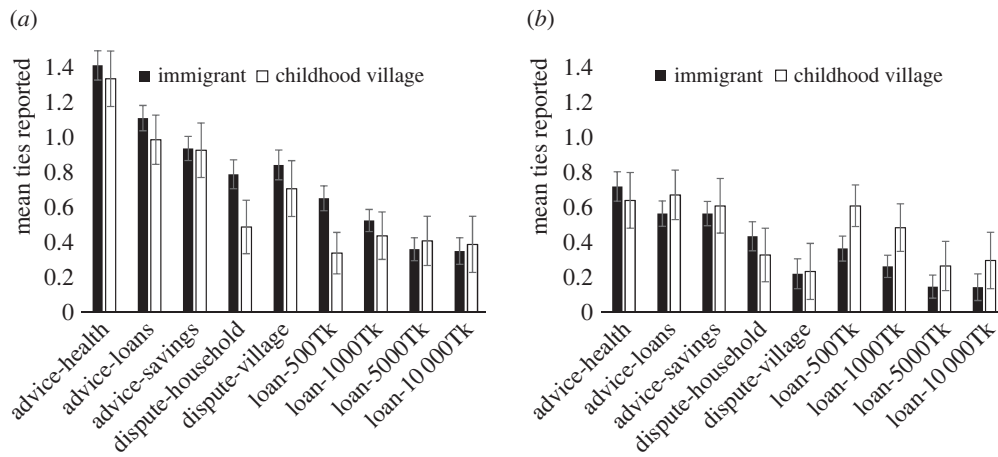 (a)
mean ties reported
1.4
1.2
1.0
0.8
0.6
0.4
0.2
0
immigrant childhood village
advice-health
advice-loans
advice-savings
dispute-household
dispute-village
loan-500Tk
loan-1000Tk
loan-5000Tk
loan-10 000Tk
(b)
mean ties reported
1.4
1.2
1.0
0.8
0.6
0.4
0.2
0
immigrant childhood village
advice-health
advice-loans
advice-savings
dispute-household
dispute-village
loan-500Tk
loan-1000Tk
loan-5000Tk
loan-10 000Tk